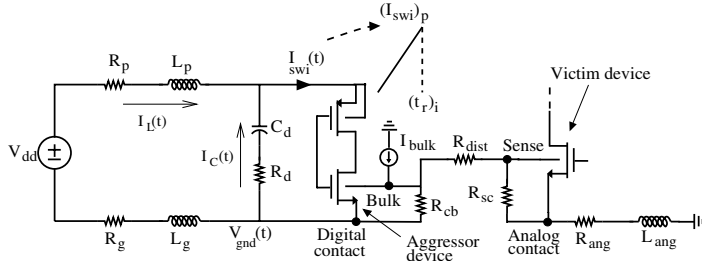 (I_swi)_p
R_p
L_p
I_swi(t)
Victim device
I_L(t)
(t_r)_i
C_d
V_dd
I_C(t)
I_bulk
R_dist
Sense
R_d
Bulk
R_cb
R_sc
R_g
L_g
V_gnd(t)
Digital contact
Aggressor device
Analog contact
R_ang
L_ang